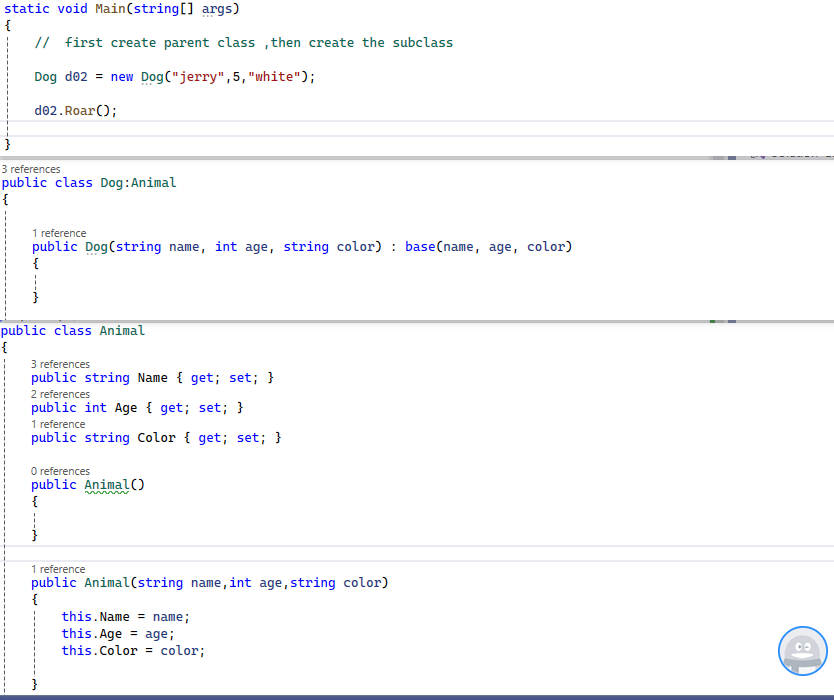 static void Main(string[] args)
{
//  first create parent class ,then create the subclass
Dog d02 = new Dog("jerry",5,"white");
d02.Roar();
}
3 references
public class Dog:Animal
{
1 reference
public Dog(string name, int age, string color) : base(name, age, color)
{
}
public class Animal
{
3 references
public string Name { get; set; }
2 references
public int Age { get; set; }
1 reference
public string Color { get; set; }
0 references
public Animal()
{
}
1 reference
public Animal(string name,int age,string color)
{
this.Name = name;
this.Age = age;
this.Color = color;
}